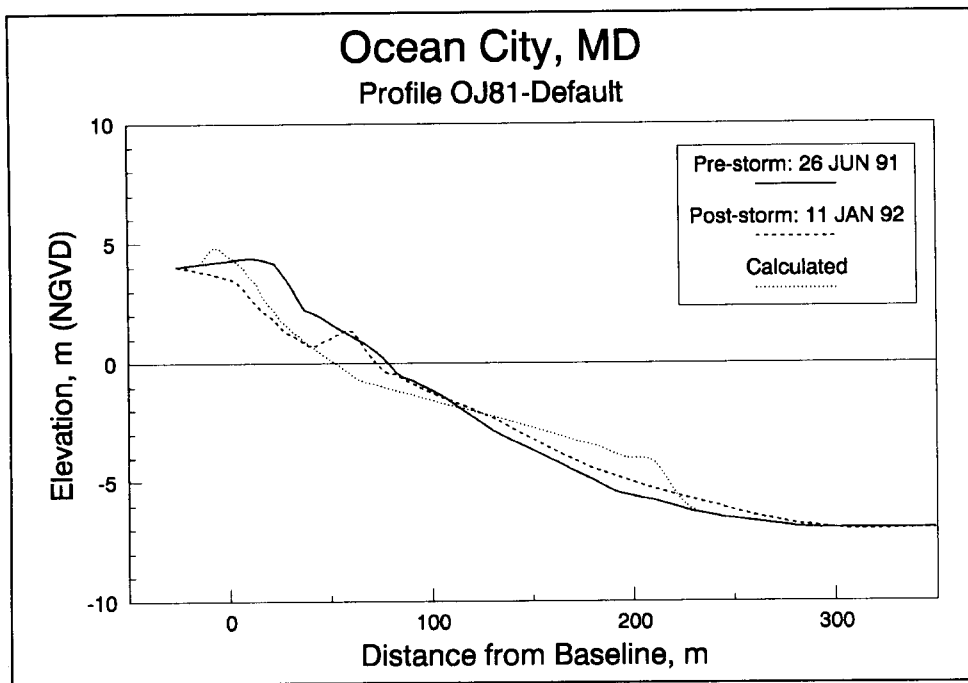 Ocean City, MD
Profile OJ81-Default
10
5
0
-5
-10
Elevation, m (NGVD)
Pre-storm: 26 JUN 91
Post-storm: 11 JAN 92
Calculated
0 100 200 300
Distance from Baseline, m